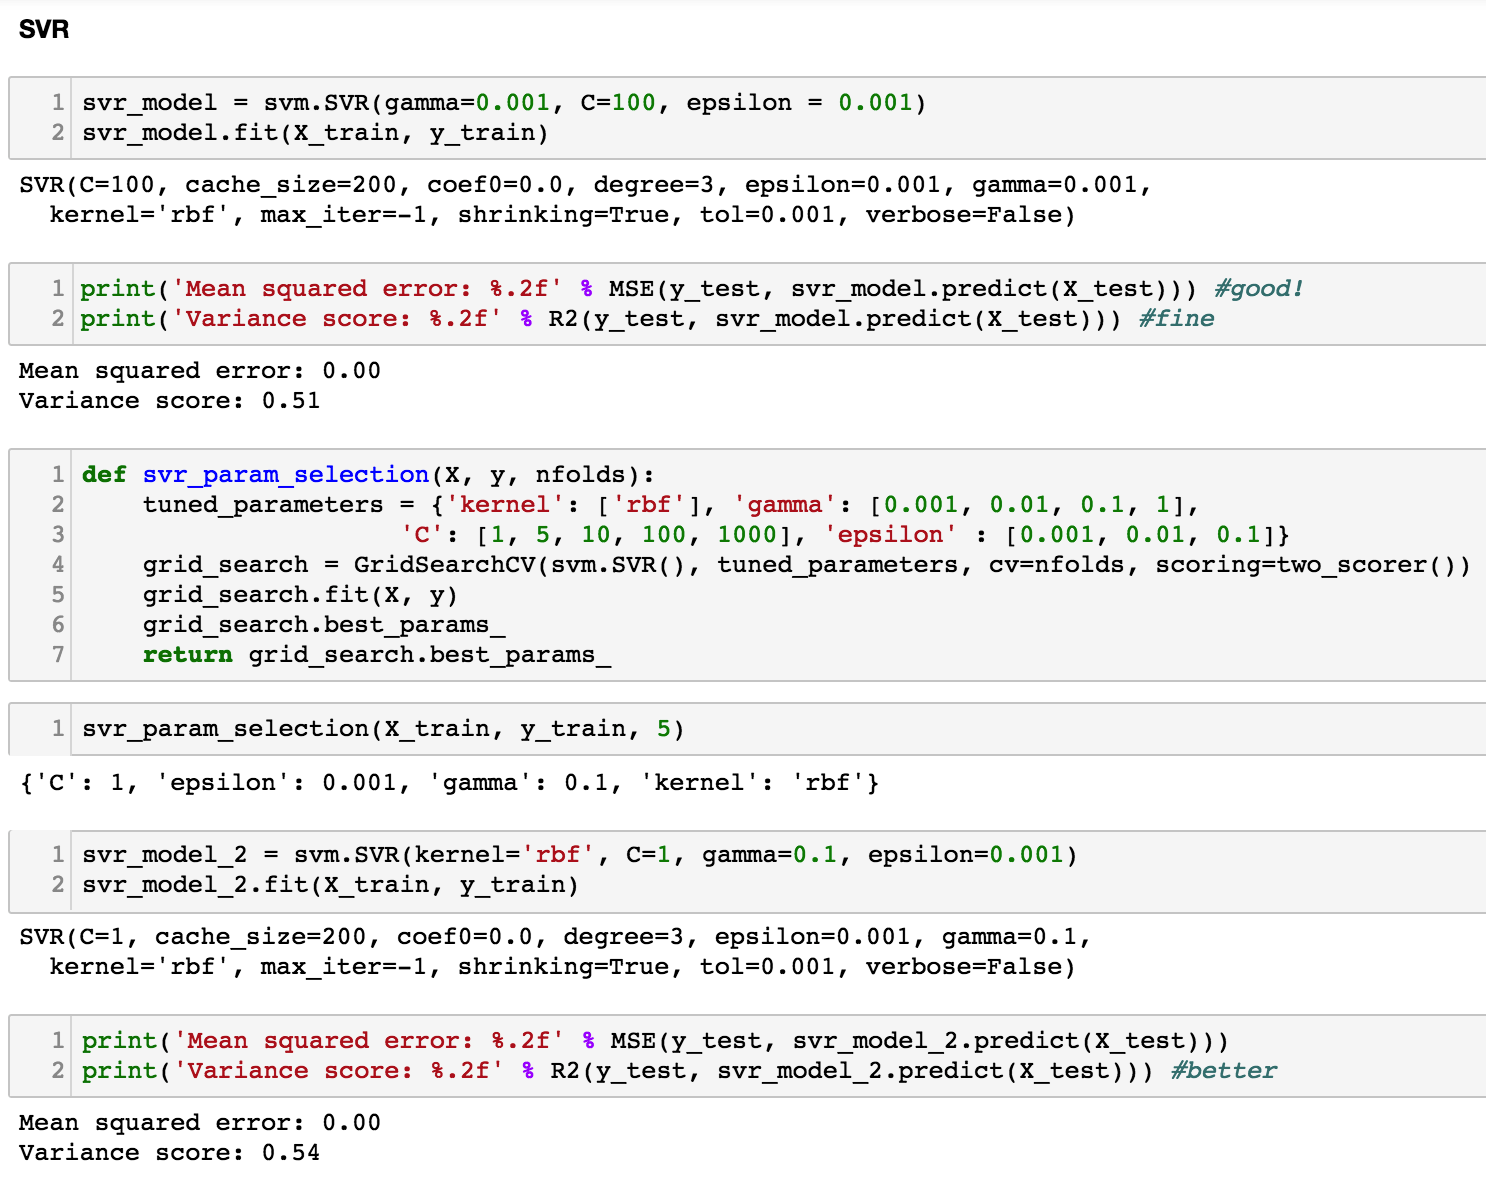 SVR
1 svr_model = svm.SVR(gamma=0.001, C=100, epsilon = 0.001)
2 svr_model.fit(X_train, y_train)
SVR(C=100, cache_size=200, coef0=0.0, degree=3, epsilon=0.001, gamma=0.001,
  kernel='rbf', max_iter=-1, shrinking=True, tol=0.001, verbose=False)
1 print('Mean squared error: %.2f' % MSE(y_test, svr_model.predict(X_test))) #good!
2 print('Variance score: %.2f' % R2(y_test, svr_model.predict(X_test))) #fine
Mean squared error: 0.00
Variance score: 0.51
1 def svr_param_selection(X, y, nfolds):
2     tuned_parameters = {'kernel': ['rbf'], 'gamma': [0.001, 0.01, 0.1, 1],
3                      'C': [1, 5, 10, 100, 1000], 'epsilon' : [0.001, 0.01, 0.1]}
4     grid_search = GridSearchCV(svm.SVR(), tuned_parameters, cv=nfolds, scoring=two_scorer())
5     grid_search.fit(X, y)
6     grid_search.best_params_
7     return grid_search.best_params_
1 svr_param_selection(X_train, y_train, 5)
{'C': 1, 'epsilon': 0.001, 'gamma': 0.1, 'kernel': 'rbf'}
1 svr_model_2 = svm.SVR(kernel='rbf', C=1, gamma=0.1, epsilon=0.001)
2 svr_model_2.fit(X_train, y_train)
SVR(C=1, cache_size=200, coef0=0.0, degree=3, epsilon=0.001, gamma=0.1,
  kernel='rbf', max_iter=-1, shrinking=True, tol=0.001, verbose=False)
1 print('Mean squared error: %.2f' % MSE(y_test, svr_model_2.predict(X_test)))
2 print('Variance score: %.2f' % R2(y_test, svr_model_2.predict(X_test))) #better
Mean squared error: 0.00
Variance score: 0.54